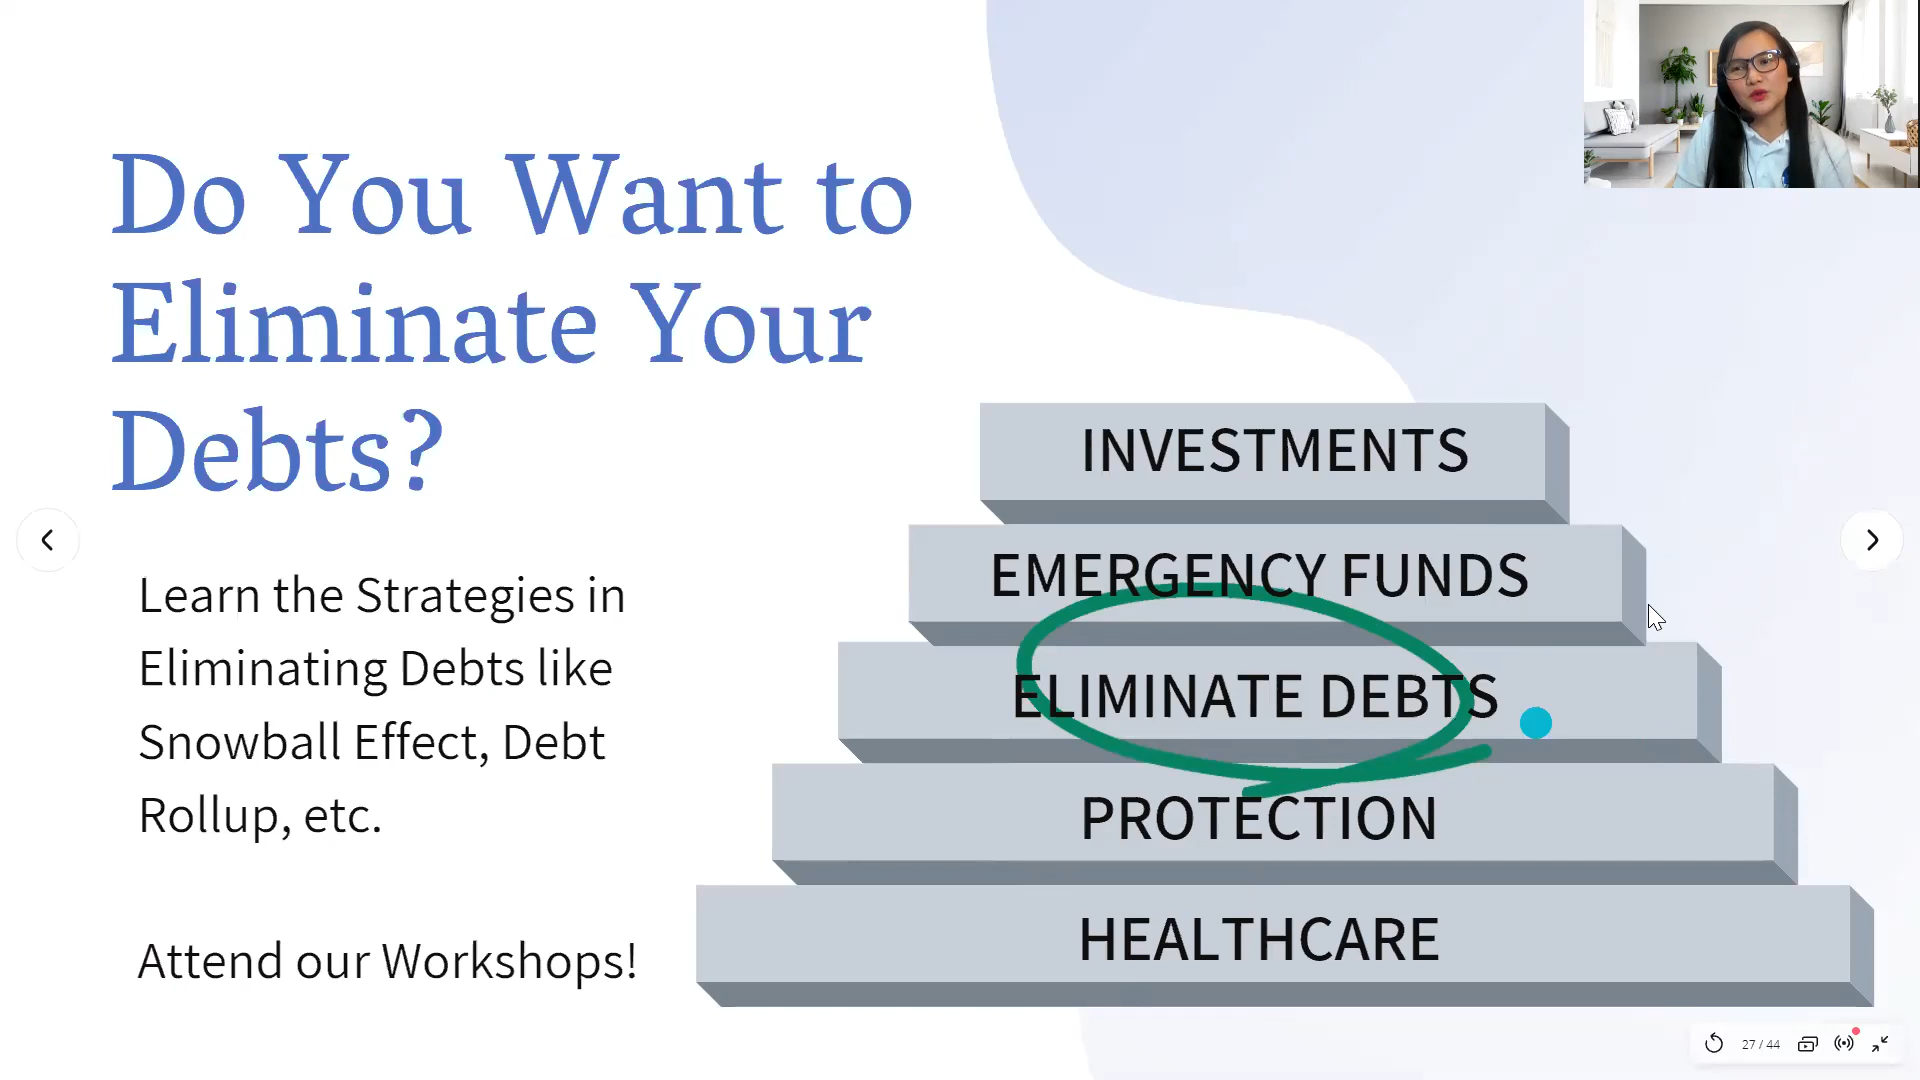 Do You Want to
Eliminate Your
Debts?
Learn the Strategies in
Eliminating Debts like
Snowball Effect, Debt
Rollup, etc.
Attend our Workshops!
INVESTMENTS
EMERGENCY FUNDS
ELIMINATE DEBTS
PROTECTION
HEALTHCARE
27 / 44